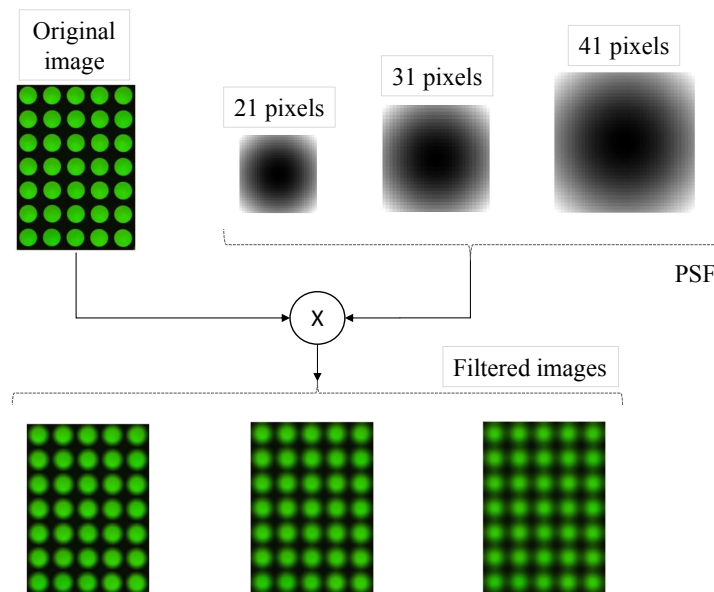 Original
image
21 pixels
31 pixels
41 pixels
PSF
X
Filtered images